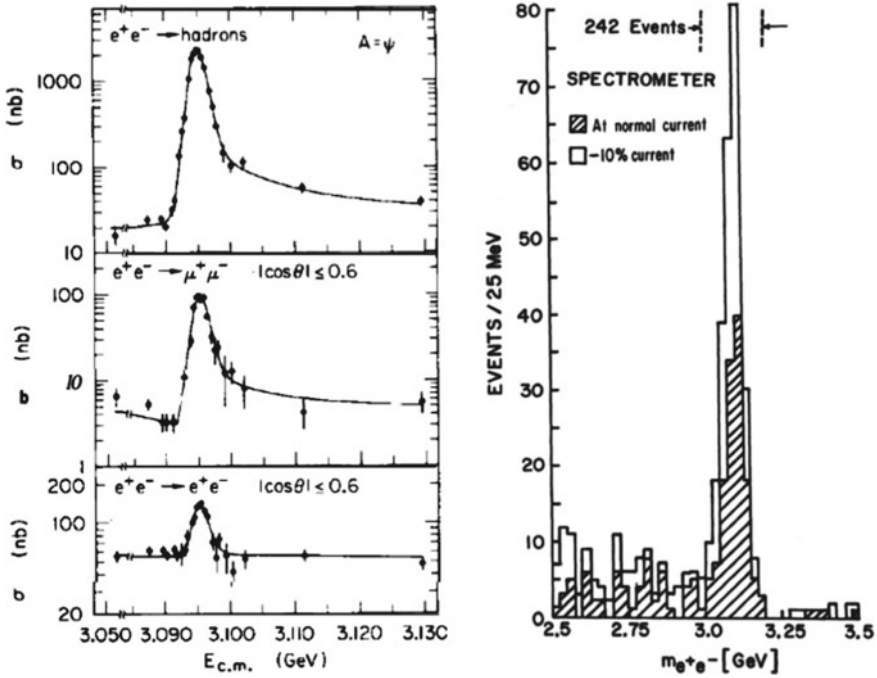 e⁺e⁻ → hadrons
A = ψ
σ (nb)
1000
100
10
e⁺e⁻ → μ⁺ μ⁻ |cosθ| ≤ 0.6
σ (nb)
100
10
1
e⁺e⁻ → e⁺e⁻ |cosθ| ≤ 0.6
σ (nb)
200
100
20
3.050 3.090 3.100 3.110 3.120 3.130
E c.m. (GeV)
242 Events
SPECTROMETER
At normal current
-10% current
EVENTS / 25 MeV
80
70
60
50
40
30
20
10
0
2.5 2.75 3.0 3.25 3.5
m e⁺e⁻ [GeV]